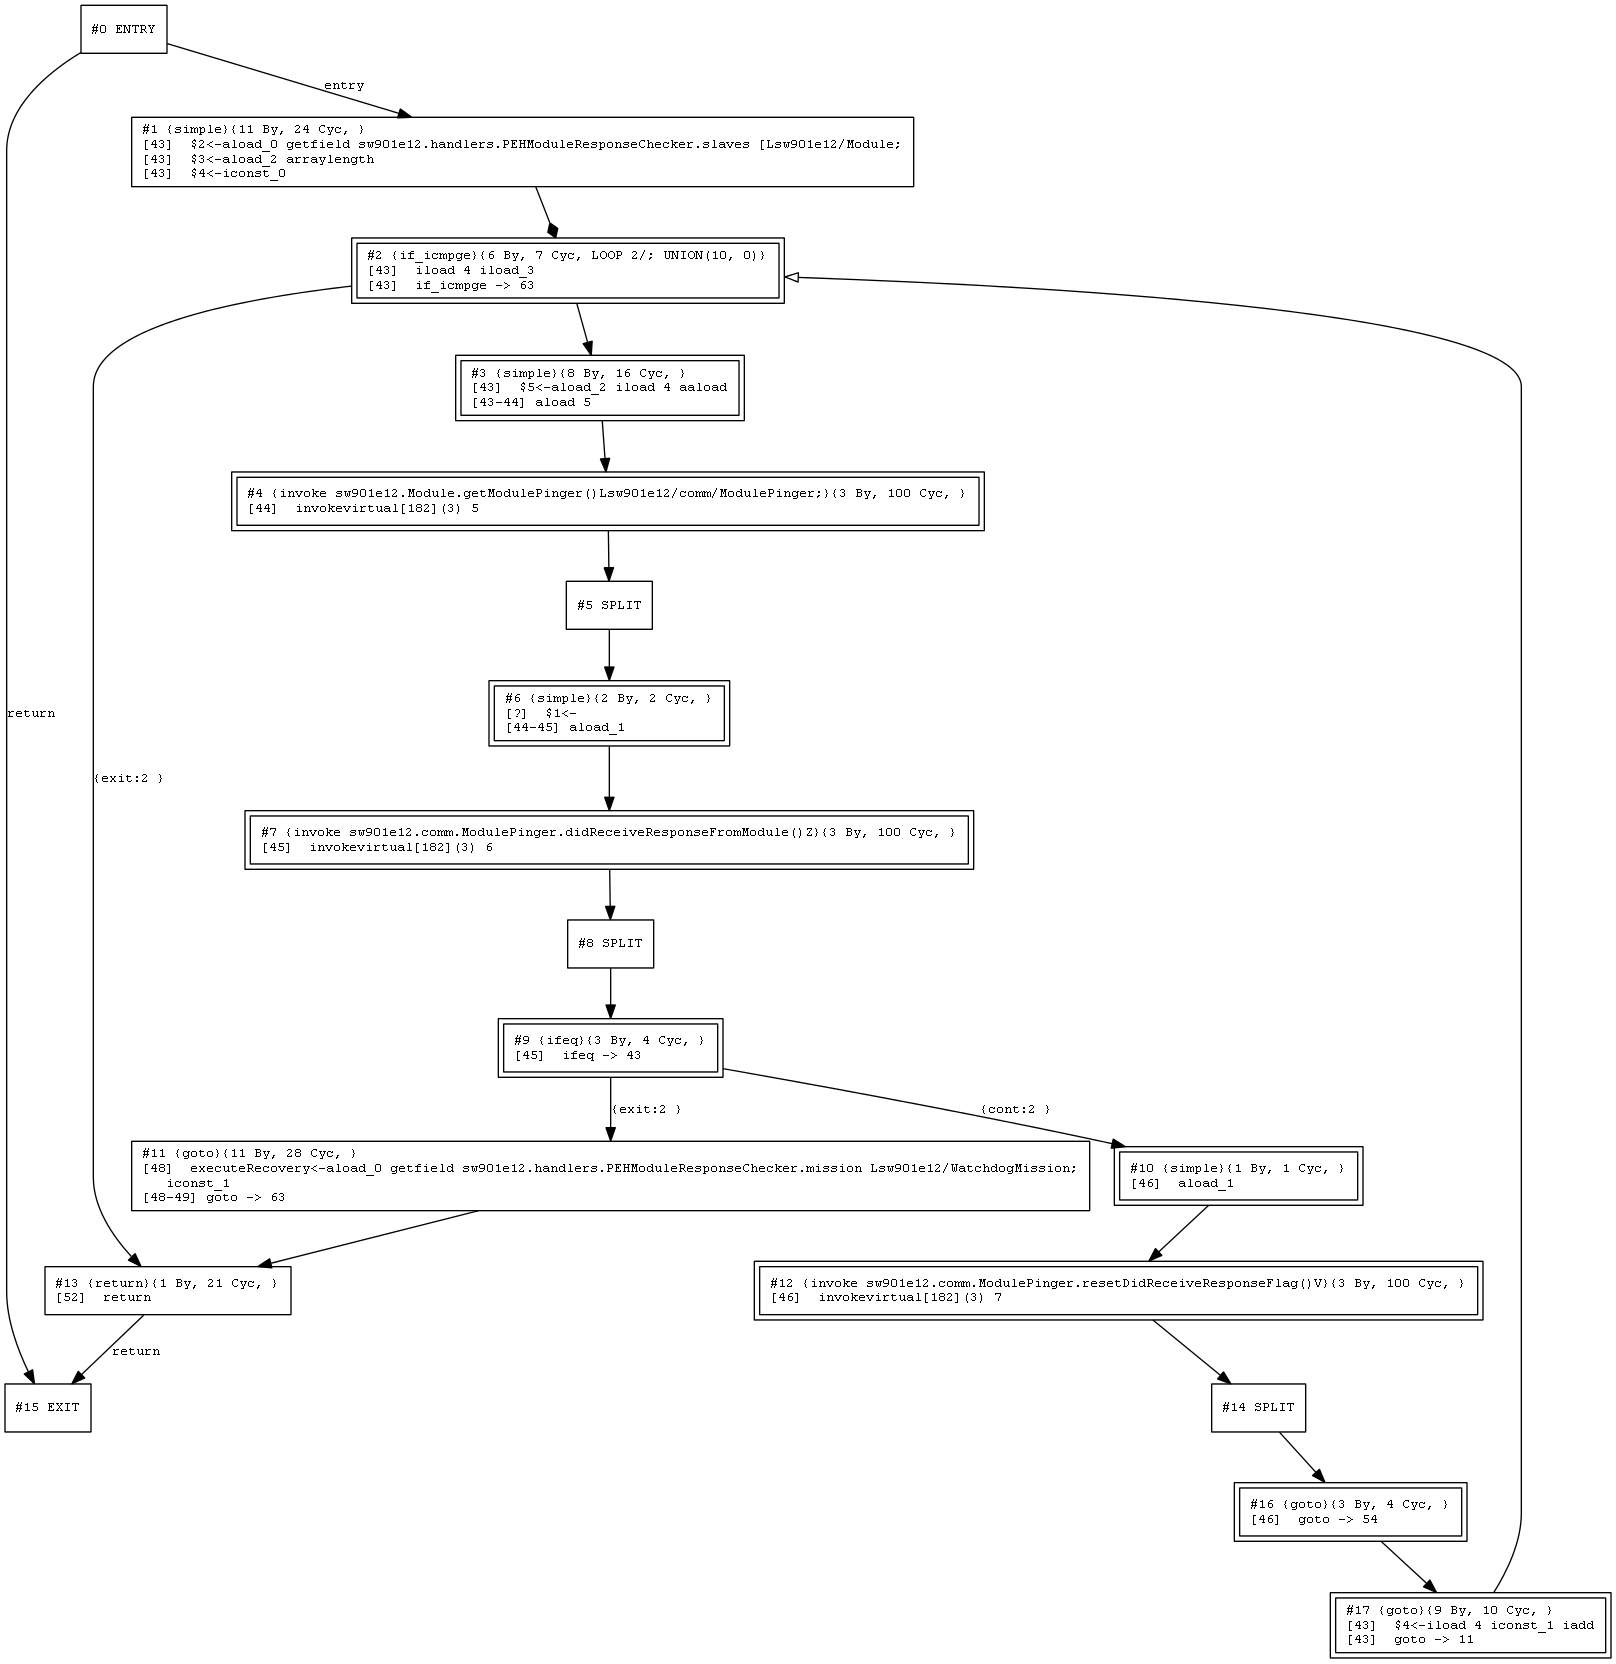 #0 ENTRY
entry
#1 {simple}{11 By, 24 Cyc, }
[43]  $2<-aload_0 getfield sw901e12.handlers.PEHModuleResponseChecker.slaves [Lsw901e12/Module;
[43]  $3<-aload_2 arraylength
[43]  $4<-iconst_0
#2 {if_icmpge}{6 By, 7 Cyc, LOOP 2/; UNION(10, 0)}
[43]  iload 4 iload_3
[43]  if_icmpge -> 63
#3 {simple}{8 By, 16 Cyc, }
[43]  $5<-aload_2 iload 4 aaload
[43-44] aload 5
#4 {invoke sw901e12.Module.getModulePinger()Lsw901e12/comm/ModulePinger;}{3 By, 100 Cyc, }
[44]  invokevirtual[182](3) 5
#5 SPLIT
#6 {simple}{2 By, 2 Cyc, }
[?]  $1<-
[44-45] aload_1
return
{exit:2 }
#7 {invoke sw901e12.comm.ModulePinger.didReceiveResponseFromModule()Z}{3 By, 100 Cyc, }
[45]  invokevirtual[182](3) 6
#8 SPLIT
#9 {ifeq}{3 By, 4 Cyc, }
[45]  ifeq -> 43
{exit:2 }
{cont:2 }
#11 {goto}{11 By, 28 Cyc, }
[48]  executeRecovery<-aload_0 getfield sw901e12.handlers.PEHModuleResponseChecker.mission Lsw901e12/WatchdogMission;
iconst_1
[48-49] goto -> 63
#10 {simple}{1 By, 1 Cyc, }
[46]  aload_1
#13 {return}{1 By, 21 Cyc, }
[52]  return
#12 {invoke sw901e12.comm.ModulePinger.resetDidReceiveResponseFlag()V}{3 By, 100 Cyc, }
[46]  invokevirtual[182](3) 7
return
#15 EXIT
#14 SPLIT
#16 {goto}{3 By, 4 Cyc, }
[46]  goto -> 54
#17 {goto}{9 By, 10 Cyc, }
[43]  $4<-iload 4 iconst_1 iadd
[43]  goto -> 11